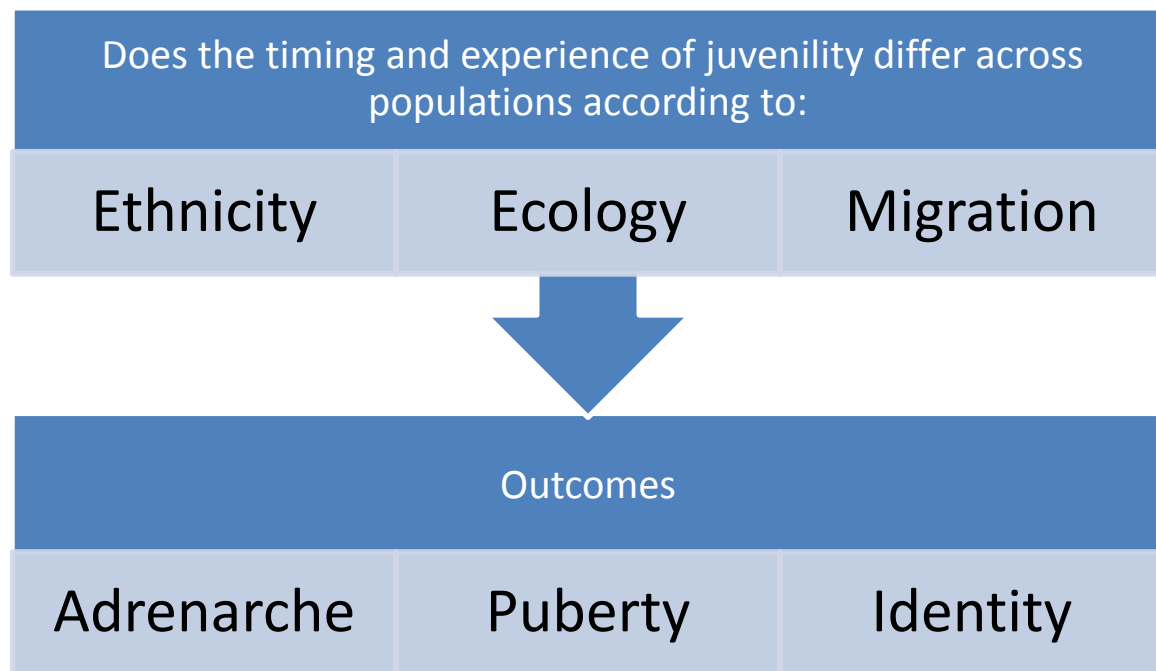 Does the timing and experience of juvenility differ across
populations according to:
Ethnicity
Ecology
Migration
Outcomes
Adrenarche
Puberty
Identity